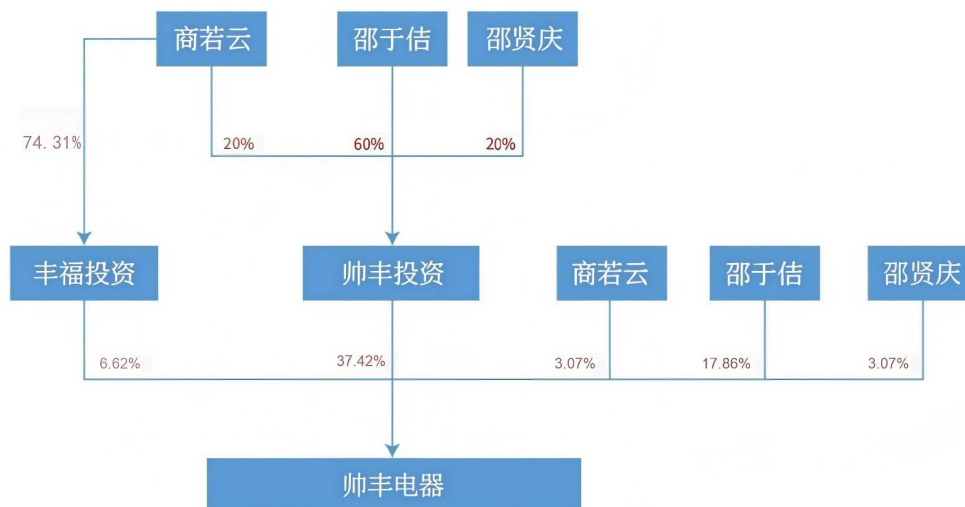 商若云
邵于佶
邵贤庆
74.31%
20%
60%
20%
丰福投资
帅丰投资
商若云
邵于佶
邵贤庆
6.62%
37.42%
3.07%
17.86%
3.07%
帅丰电器